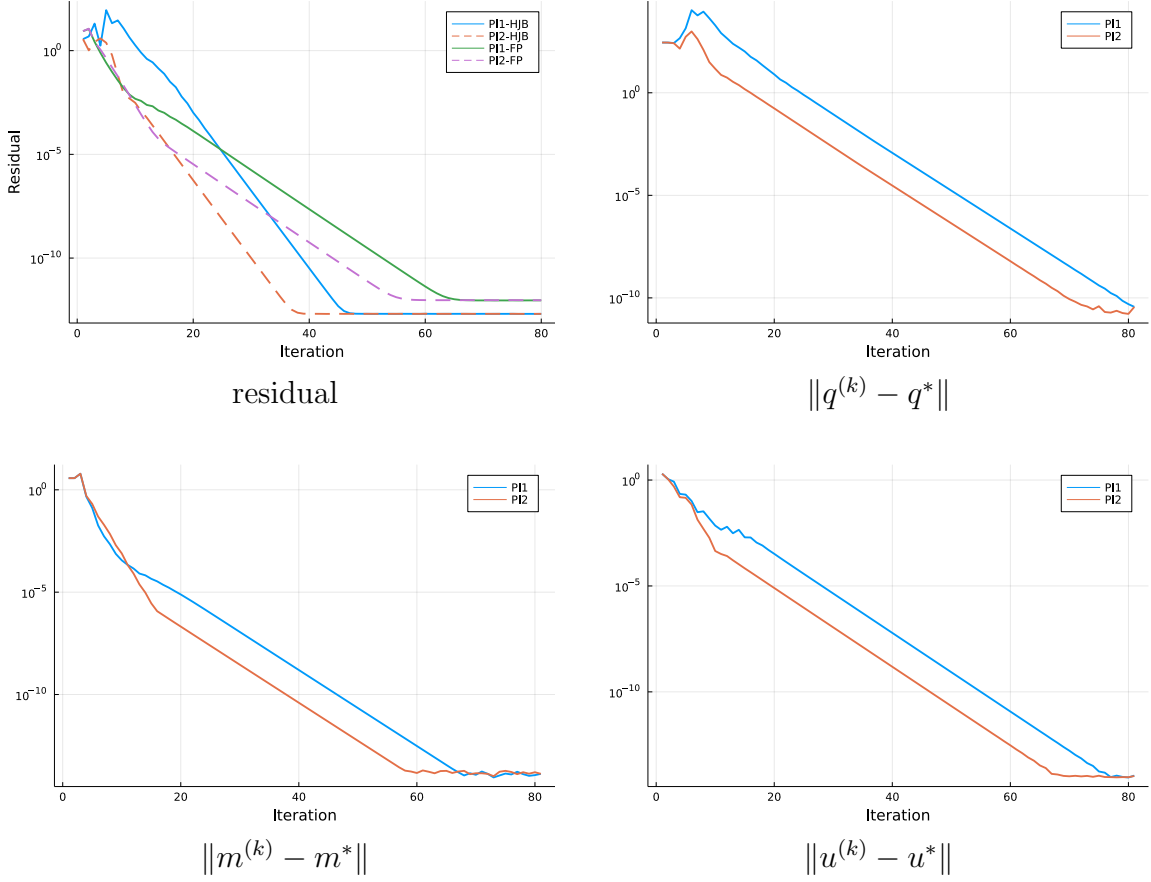 PI1-HJB
PI2-HJB
PI1-FP
PI2-FP
10^0
10^-5
10^-10
Residual
0 20 40 60 80
Iteration
residual
PI1
PI2
10^0
10^-5
10^-10
0 20 40 60 80
Iteration
‖q^(k) − q*‖
PI1
PI2
10^0
10^-5
10^-10
0 20 40 60 80
Iteration
‖m^(k) − m*‖
PI1
PI2
10^0
10^-5
10^-10
0 20 40 60 80
Iteration
‖u^(k) − u*‖